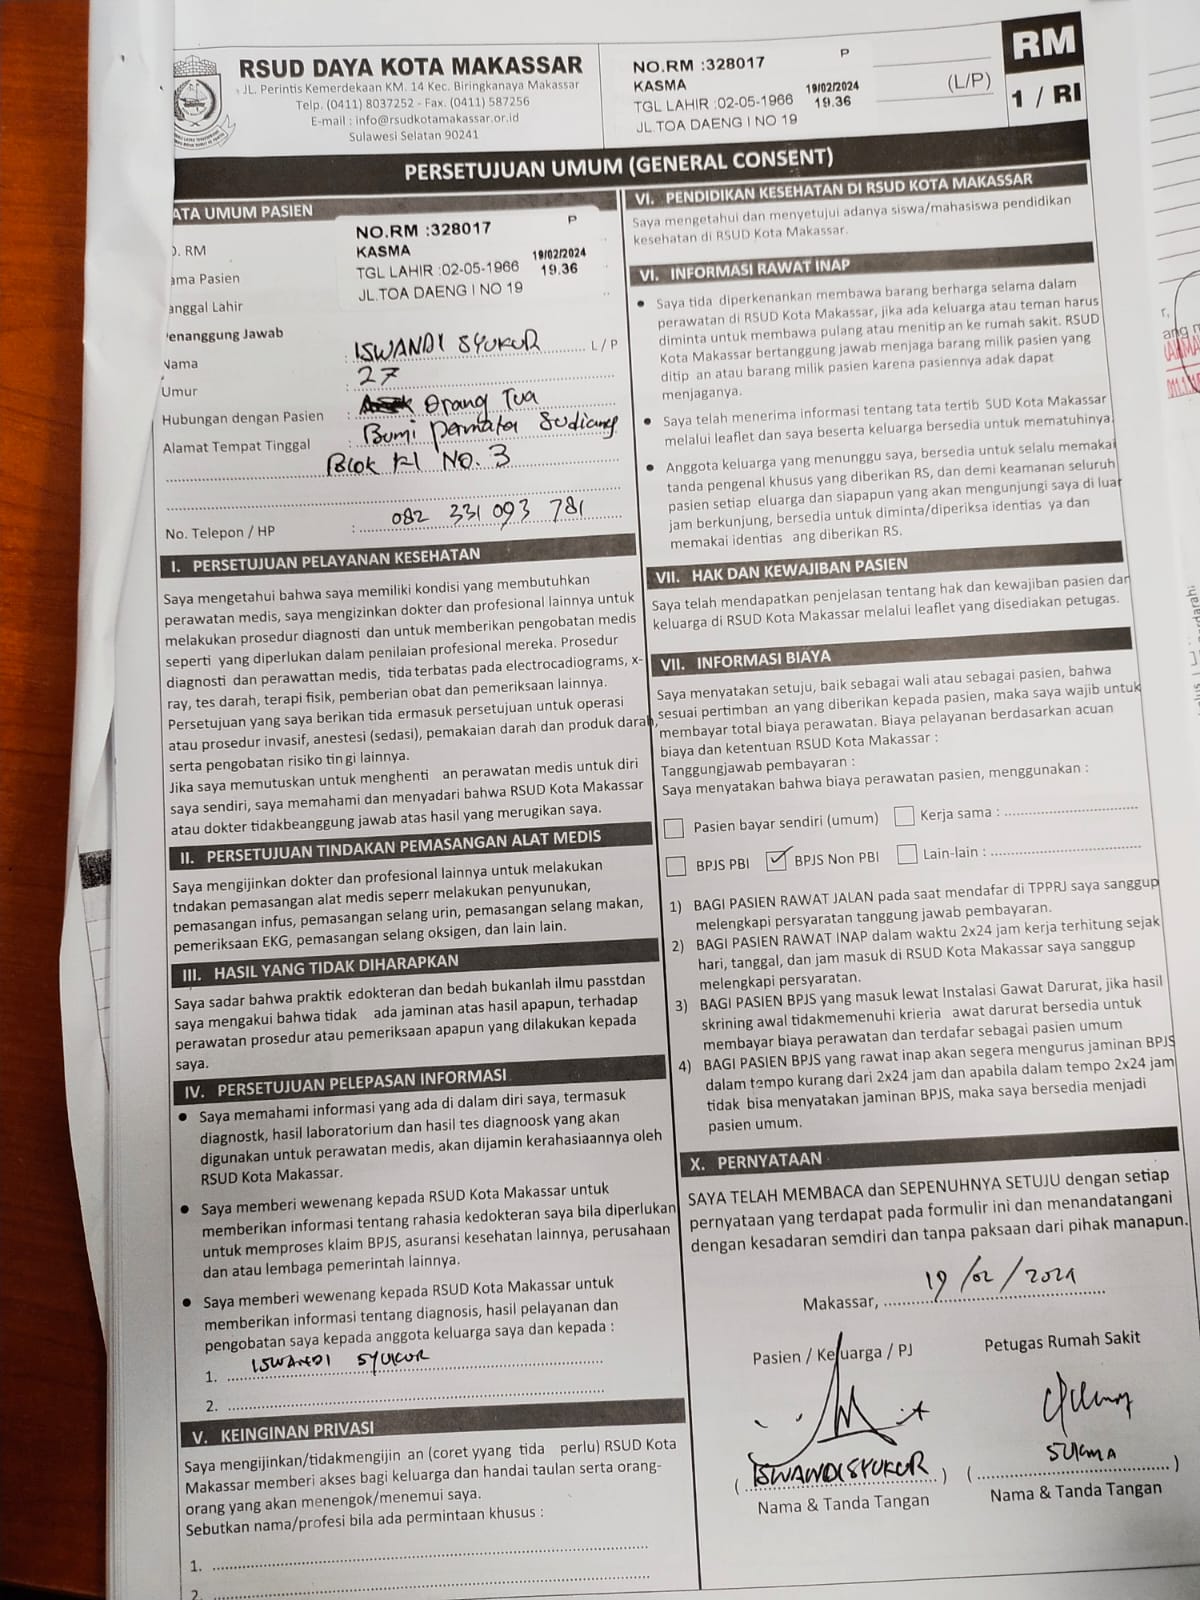 RSUD DAYA KOTA MAKASSAR
JL. Perintis Kemerdekaan KM. 14 Kec. Biringkanaya Makassar
Telp. (0411) 8037252 - Fax. (0411) 587256
E-mail : info@rsudkotamakassar.or.id
Sulawesi Selatan 90241
NO.RM :328017 P
KASMA 19/02/2024
TGL LAHIR :02-05-1966 19.36
JL.TOA DAENG I NO 19
(L/P)
RM
1 / RI
PERSETUJUAN UMUM (GENERAL CONSENT)
ATA UMUM PASIEN
O. RM
ama Pasien
anggal Lahir
NO.RM :328017 P
KASMA 19/02/2024
TGL LAHIR :02-05-1966 19.36
JL.TOA DAENG I NO 19
Penanggung Jawab
Nama : ISWANDI SYUKUR L / P
Umur : 27
Hubungan dengan Pasien : Orang Tua
Alamat Tempat Tinggal : Bumi Permata Sudiang
Blok NO. 3
No. Telepon / HP : 082 331 093 781
I. PERSETUJUAN PELAYANAN KESEHATAN
Saya mengetahui bahwa saya memiliki kondisi yang membutuhkan
perawatan medis, saya mengizinkan dokter dan profesional lainnya untuk
melakukan prosedur diagnosti dan untuk memberikan pengobatan medis
seperti yang diperlukan dalam penilaian profesional mereka. Prosedur
diagnosti dan perawattan medis, tida terbatas pada electrocadiograms, x-
ray, tes darah, terapi fisik, pemberian obat dan pemeriksaan lainnya.
Persetujuan yang saya berikan tida ermasuk persetujuan untuk operasi
atau prosedur invasif, anestesi (sedasi), pemakaian darah dan produk darah,
serta pengobatan risiko tin gi lainnya.
Jika saya memutuskan untuk menghenti an perawatan medis untuk diri
saya sendiri, saya memahami dan menyadari bahwa RSUD Kota Makassar
atau dokter tidakbeanggung jawab atas hasil yang merugikan saya.
II. PERSETUJUAN TINDAKAN PEMASANGAN ALAT MEDIS
Saya mengijinkan dokter dan profesional lainnya untuk melakukan
tndakan pemasangan alat medis seperr melakukan penyunukan,
pemasangan infus, pemasangan selang urin, pemasangan selang makan,
pemeriksaan EKG, pemasangan selang oksigen, dan lain lain.
III. HASIL YANG TIDAK DIHARAPKAN
Saya sadar bahwa praktik edokteran dan bedah bukanlah ilmu passtdan
saya mengakui bahwa tidak ada jaminan atas hasil apapun, terhadap
perawatan prosedur atau pemeriksaan apapun yang dilakukan kepada
saya.
IV. PERSETUJUAN PELEPASAN INFORMASI
• Saya memahami informasi yang ada di dalam diri saya, termasuk
diagnostk, hasil laboratorium dan hasil tes diagnoosk yang akan
digunakan untuk perawatan medis, akan dijamin kerahasiaannya oleh
RSUD Kota Makassar.
• Saya memberi wewenang kepada RSUD Kota Makassar untuk
memberikan informasi tentang rahasia kedokteran saya bila diperlukan
untuk memproses klaim BPJS, asuransi kesehatan lainnya, perusahaan
dan atau lembaga pemerintah lainnya.
• Saya memberi wewenang kepada RSUD Kota Makassar untuk
memberikan informasi tentang diagnosis, hasil pelayanan dan
pengobatan saya kepada anggota keluarga saya dan kepada :
1. ISWANDI SYUKUR
2.
V. KEINGINAN PRIVASI
Saya mengijinkan/tidakmengijin an (coret yyang tida perlu) RSUD Kota
Makassar memberi akses bagi keluarga dan handai taulan serta orang-
orang yang akan menengok/menemui saya.
Sebutkan nama/profesi bila ada permintaan khusus :
1.
2.
VI. PENDIDIKAN KESEHATAN DI RSUD KOTA MAKASSAR
Saya mengetahui dan menyetujui adanya siswa/mahasiswa pendidikan
kesehatan di RSUD Kota Makassar.
VI. INFORMASI RAWAT INAP
• Saya tida diperkenankan membawa barang berharga selama dalam
perawatan di RSUD Kota Makassar, jika ada keluarga atau teman harus
diminta untuk membawa pulang atau menitipan ke rumah sakit. RSUD
Kota Makassar bertanggung jawab menjaga barang milik pasien yang
ditip an atau barang milik pasien karena pasiennya adak dapat
menjaganya.
• Saya telah menerima informasi tentang tata tertib SUD Kota Makassar
melalui leaflet dan saya beserta keluarga bersedia untuk mematuhinya.
• Anggota keluarga yang menunggu saya, bersedia untuk selalu memakai
tanda pengenal khusus yang diberikan RS, dan demi keamanan seluruh
pasien setiap eluarga dan siapapun yang akan mengunjungi saya di luar
jam berkunjung, bersedia untuk diminta/diperiksa identias ya dan
memakai identias ang diberikan RS.
VII. HAK DAN KEWAJIBAN PASIEN
Saya telah mendapatkan penjelasan tentang hak dan kewajiban pasien dan
keluarga di RSUD Kota Makassar melalui leaflet yang disediakan petugas.
VII. INFORMASI BIAYA
Saya menyatakan setuju, baik sebagai wali atau sebagai pasien, bahwa
sesuai pertimban an yang diberikan kepada pasien, maka saya wajib untuk
membayar total biaya perawatan. Biaya pelayanan berdasarkan acuan
biaya dan ketentuan RSUD Kota Makassar :
Tanggungjawab pembayaran :
Saya menyatakan bahwa biaya perawatan pasien, menggunakan :
Pasien bayar sendiri (umum) Kerja sama :
BPJS PBI BPJS Non PBI Lain-lain :
1) BAGI PASIEN RAWAT JALAN pada saat mendafar di TPPRJ saya sanggup
melengkapi persyaratan tanggung jawab pembayaran.
2) BAGI PASIEN RAWAT INAP dalam waktu 2x24 jam kerja terhitung sejak
hari, tanggal, dan jam masuk di RSUD Kota Makassar saya sanggup
melengkapi persyaratan.
3) BAGI PASIEN BPJS yang masuk lewat Instalasi Gawat Darurat, jika hasil
skrining awal tidakmemenuhi krieria awat darurat bersedia untuk
membayar biaya perawatan dan terdafar sebagai pasien umum
4) BAGI PASIEN BPJS yang rawat inap akan segera mengurus jaminan BPJS
dalam tempo kurang dari 2x24 jam dan apabila dalam tempo 2x24 jam
tidak bisa menyatakan jaminan BPJS, maka saya bersedia menjadi
pasien umum.
X. PERNYATAAN
SAYA TELAH MEMBACA dan SEPENUHNYA SETUJU dengan setiap
pernyataan yang terdapat pada formulir ini dan menandatangani
dengan kesadaran semdiri dan tanpa paksaan dari pihak manapun.
Makassar, 19/02/2024
Pasien / Keluarga / PJ
Petugas Rumah Sakit
(ISWANDI SYUKUR)
(SUKMA)
Nama & Tanda Tangan
Nama & Tanda Tangan